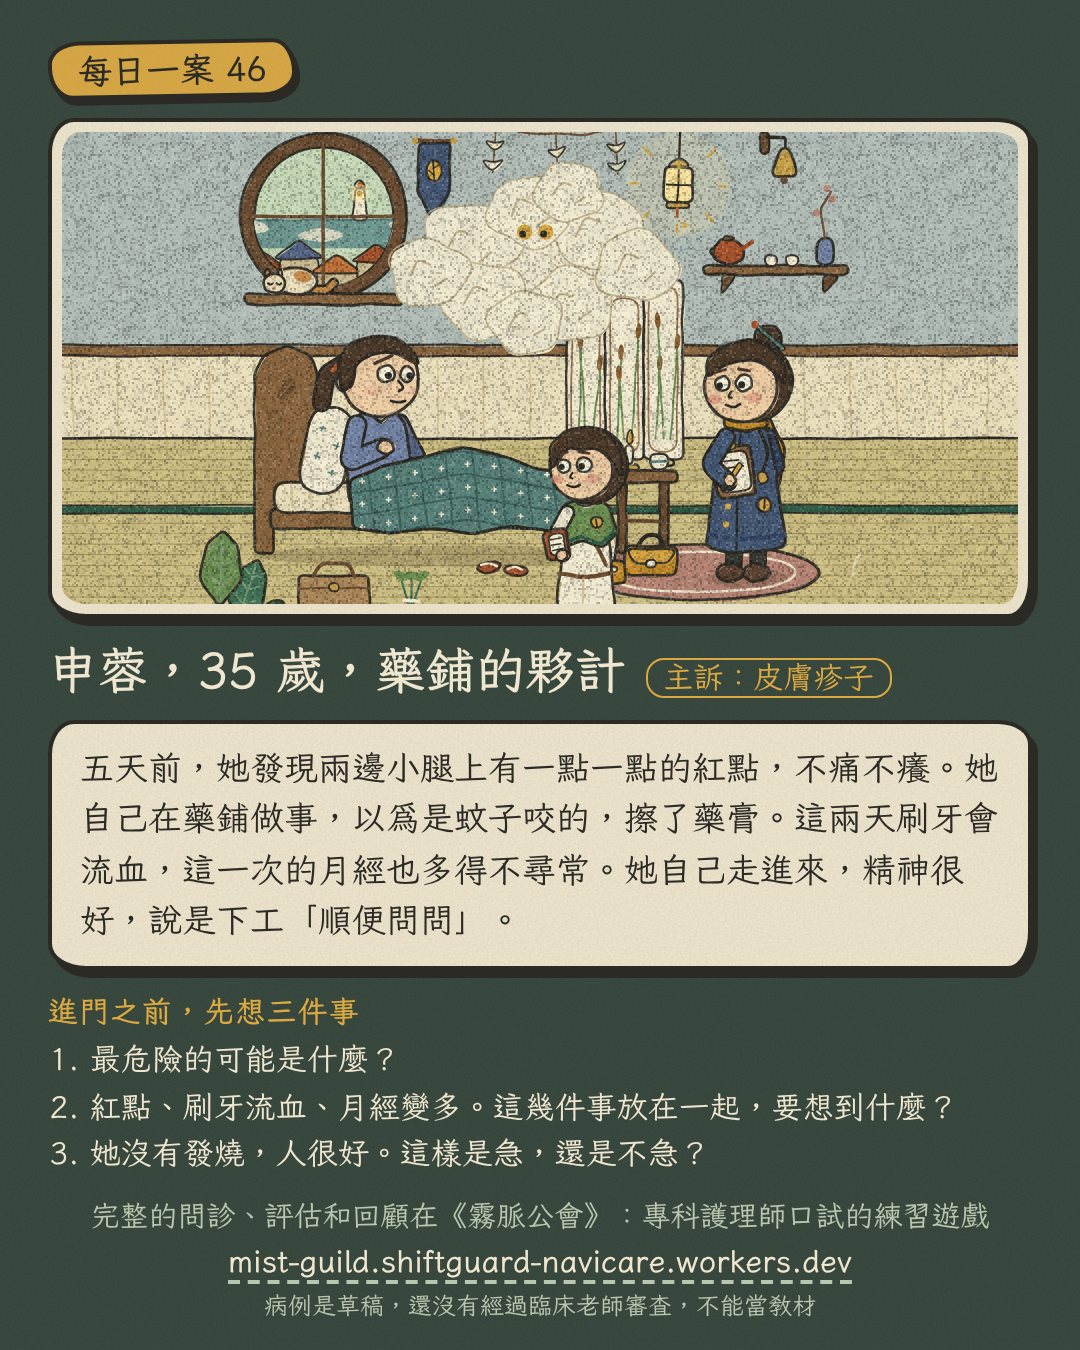 每日一案 46
申蓉，35 歲，藥鋪的夥計
主訴：皮膚疹子
五天前，她發現兩邊小腿上有一點一點的紅點，不痛不癢。她
自己在藥鋪做事，以為是蚊子咬的，擦了藥膏。這兩天刷牙會
流血，這一次的月經也多得不尋常。她自己走進來，精神很
好，說是下工「順便問問」。
進門之前，先想三件事
1. 最危險的可能是什麼？
2. 紅點、刷牙流血、月經變多。這幾件事放在一起，要想到什麼？
3. 她沒有發燒，人很好。這樣是急，還是不急？
完整的問診、評估和回顧在《霧脈公會》：專科護理師口試的練習遊戲
mist-guild.shiftguard-navicare.workers.dev
病例是草稿，還沒有經過臨床老師審查，不能當教材